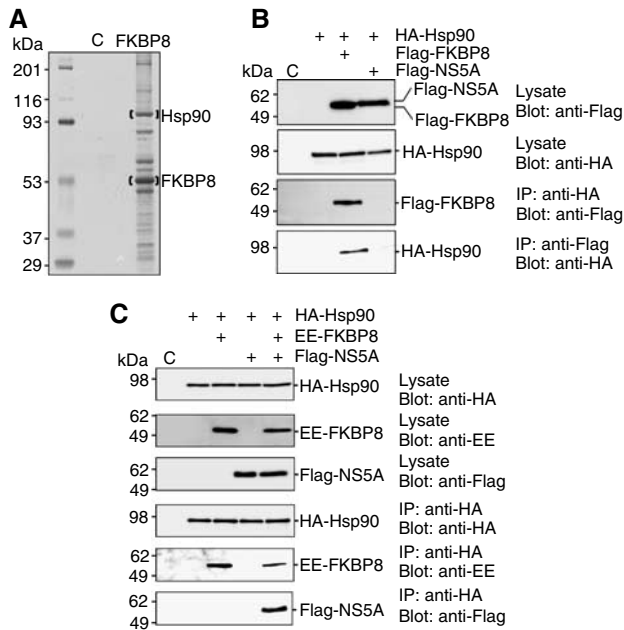 A
kDa C FKBP8
201
116
93
53
37
29
Hsp90
FKBP8
B
+ + + HA-Hsp90
+ Flag-FKBP8
kDa C + Flag-NS5A
62
49
Flag-NS5A
Flag-FKBP8
Lysate
Blot: anti-Flag
98
HA-Hsp90
Lysate
Blot: anti-HA
62
49
Flag-FKBP8
IP: anti-HA
Blot: anti-Flag
98
HA-Hsp90
IP: anti-Flag
Blot: anti-HA
C
+ + + + HA-Hsp90
+ + EE-FKBP8
kDa C + + Flag-NS5A
98
HA-Hsp90
Lysate
Blot: anti-HA
62
49
EE-FKBP8
Lysate
Blot: anti-EE
62
49
Flag-NS5A
Lysate
Blot: anti-Flag
98
HA-Hsp90
IP: anti-HA
Blot: anti-HA
62
49
EE-FKBP8
IP: anti-HA
Blot: anti-EE
62
49
Flag-NS5A
IP: anti-HA
Blot: anti-Flag